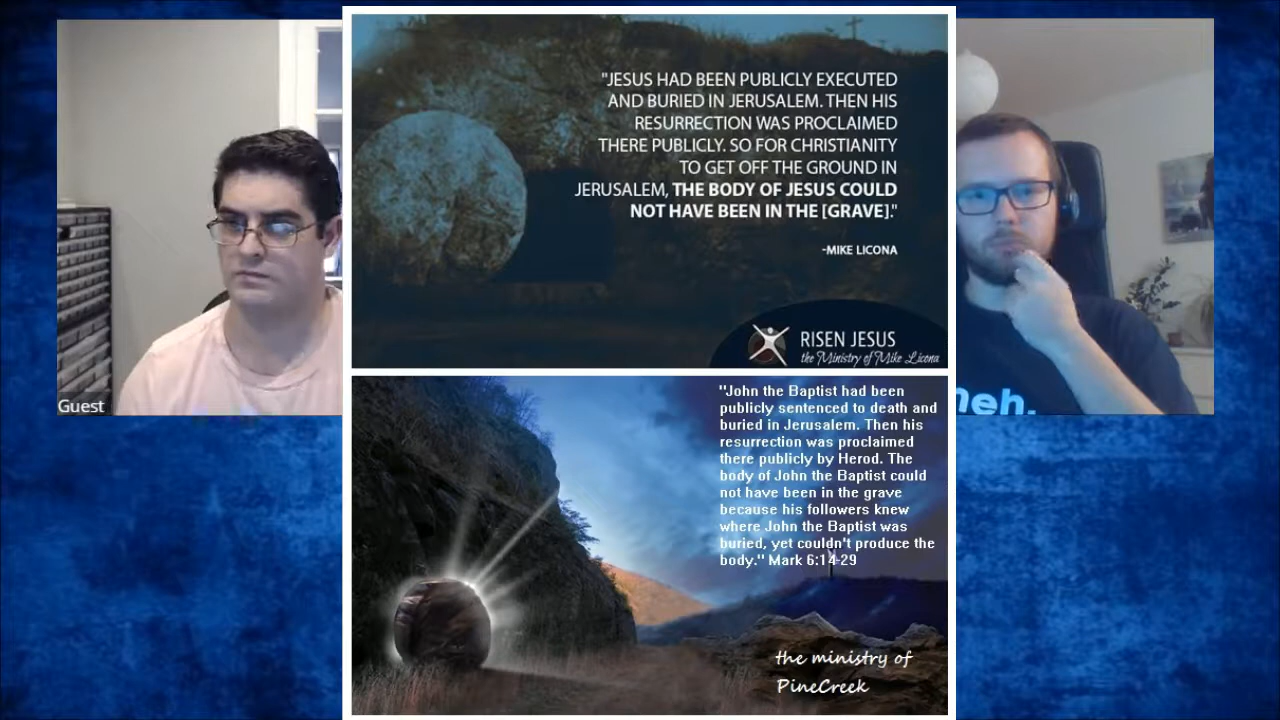 "JESUS HAD BEEN PUBLICLY EXECUTED
AND BURIED IN JERUSALEM. THEN HIS
RESURRECTION WAS PROCLAIMED
THERE PUBLICLY. SO FOR CHRISTIANITY
TO GET OFF THE GROUND IN
JERUSALEM, THE BODY OF JESUS COULD
NOT HAVE BEEN IN THE [GRAVE]."
-MIKE LICONA
RISEN JESUS
the Ministry of Mike Licona
Guest
neh.
"John the Baptist had been
publicly sentenced to death and
buried in Jerusalem. Then his
resurrection was proclaimed
there publicly by Herod. The
body of John the Baptist could
not have been in the grave
because his followers knew
where John the Baptist was
buried, yet couldn't produce the
body." Mark 6:14-29
the ministry of
PineCreek